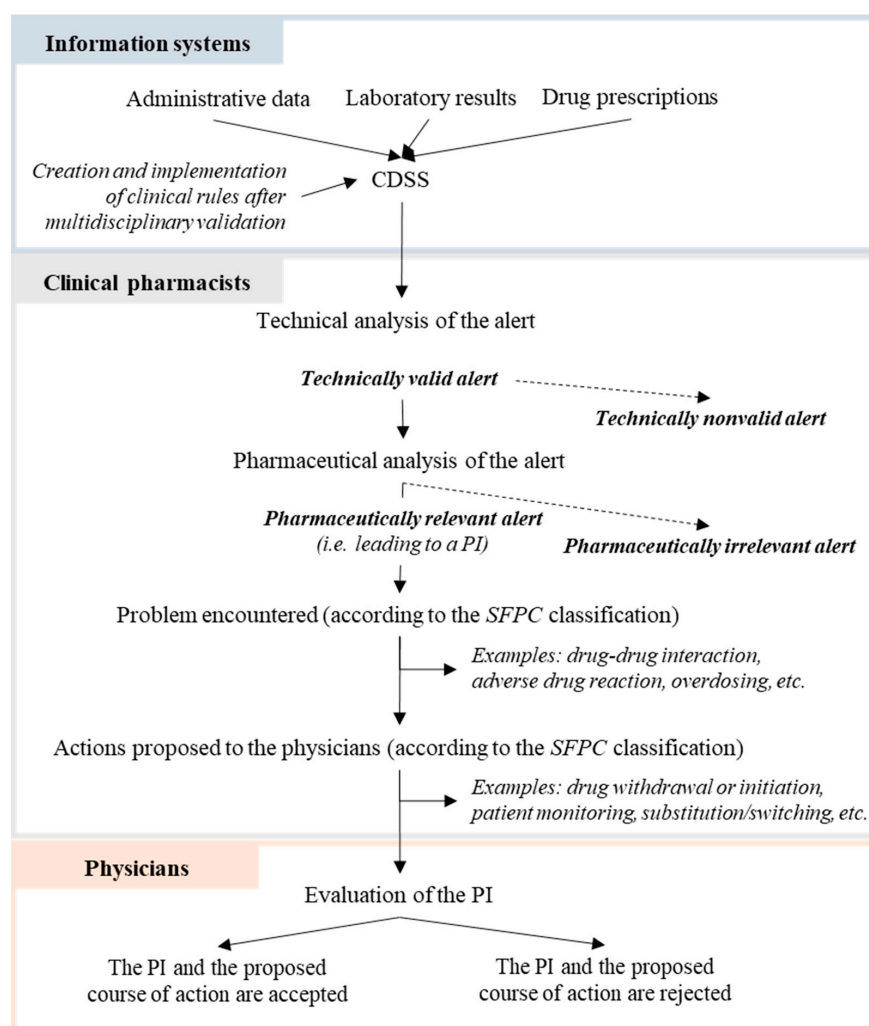 Information systems
Administrative data
Laboratory results
Drug prescriptions
Creation and implementation
of clinical rules after
multidisciplinary validation
CDSS
Clinical pharmacists
Technical analysis of the alert
Technically valid alert
Technically nonvalid alert
Pharmaceutical analysis of the alert
Pharmaceutically relevant alert
(i.e. leading to a PI)
Pharmaceutically irrelevant alert
Problem encountered (according to the SFPC classification)
Examples: drug-drug interaction,
adverse drug reaction, overdosing, etc.
Actions proposed to the physicians (according to the SFPC classification)
Examples: drug withdrawal or initiation,
patient monitoring, substitution/switching, etc.
Physicians
Evaluation of the PI
The PI and the proposed
course of action are accepted
The PI and the proposed
course of action are rejected